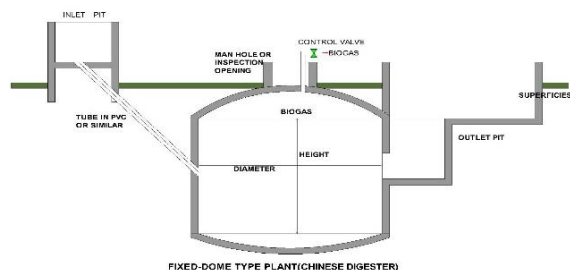 INLET PIT
CONTROL VALVE
MAN HOLE OR
INSPECTION
OPENING
–BIOGAS
SUPERFICIES
TUBE IN PVC
OR SIMILAR
BIOGAS
OUTLET PIT
HEIGHT
DIAMETER
FIXED-DOME TYPE PLANT(CHINESE DIGESTER)